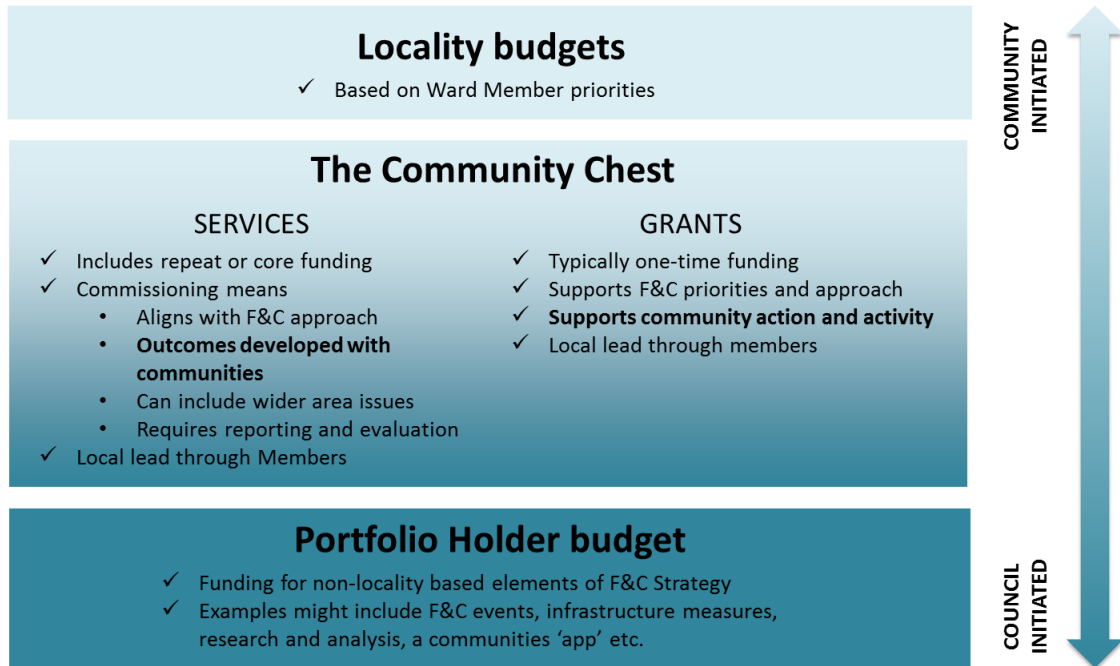 Locality budgets
✓ Based on Ward Member priorities
The Community Chest
SERVICES
✓ Includes repeat or core funding
✓ Commissioning means
• Aligns with F&C approach
• Outcomes developed with
communities
• Can include wider area issues
• Requires reporting and evaluation
✓ Local lead through Members
GRANTS
✓ Typically one-time funding
✓ Supports F&C priorities and approach
✓ Supports community action and activity
✓ Local lead through members
Portfolio Holder budget
✓ Funding for non-locality based elements of F&C Strategy
✓ Examples might include F&C events, infrastructure measures,
research and analysis, a communities ‘app’ etc.
COMMUNITY
INITIATED
COUNCIL
INITIATED